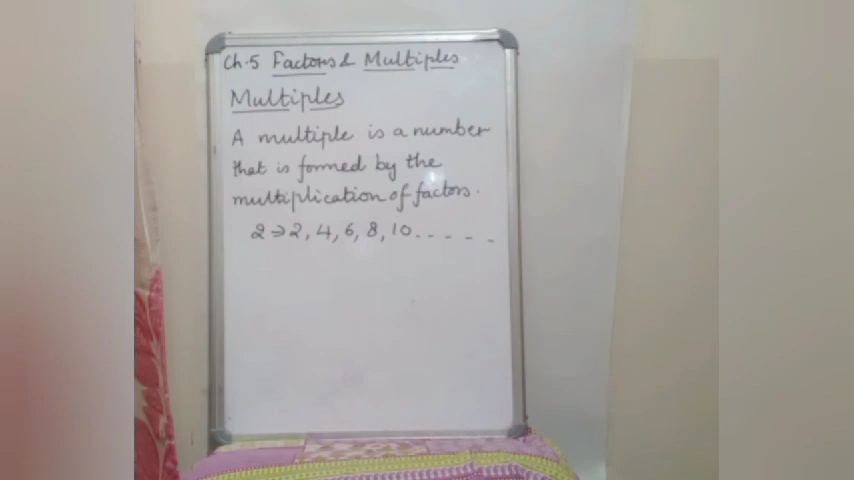 Ch.5 Factors & Multiples
Multiples
A multiple is a number
that is formed by the
multiplication of factors.
2→2, 4, 6, 8, 10 - - - - -